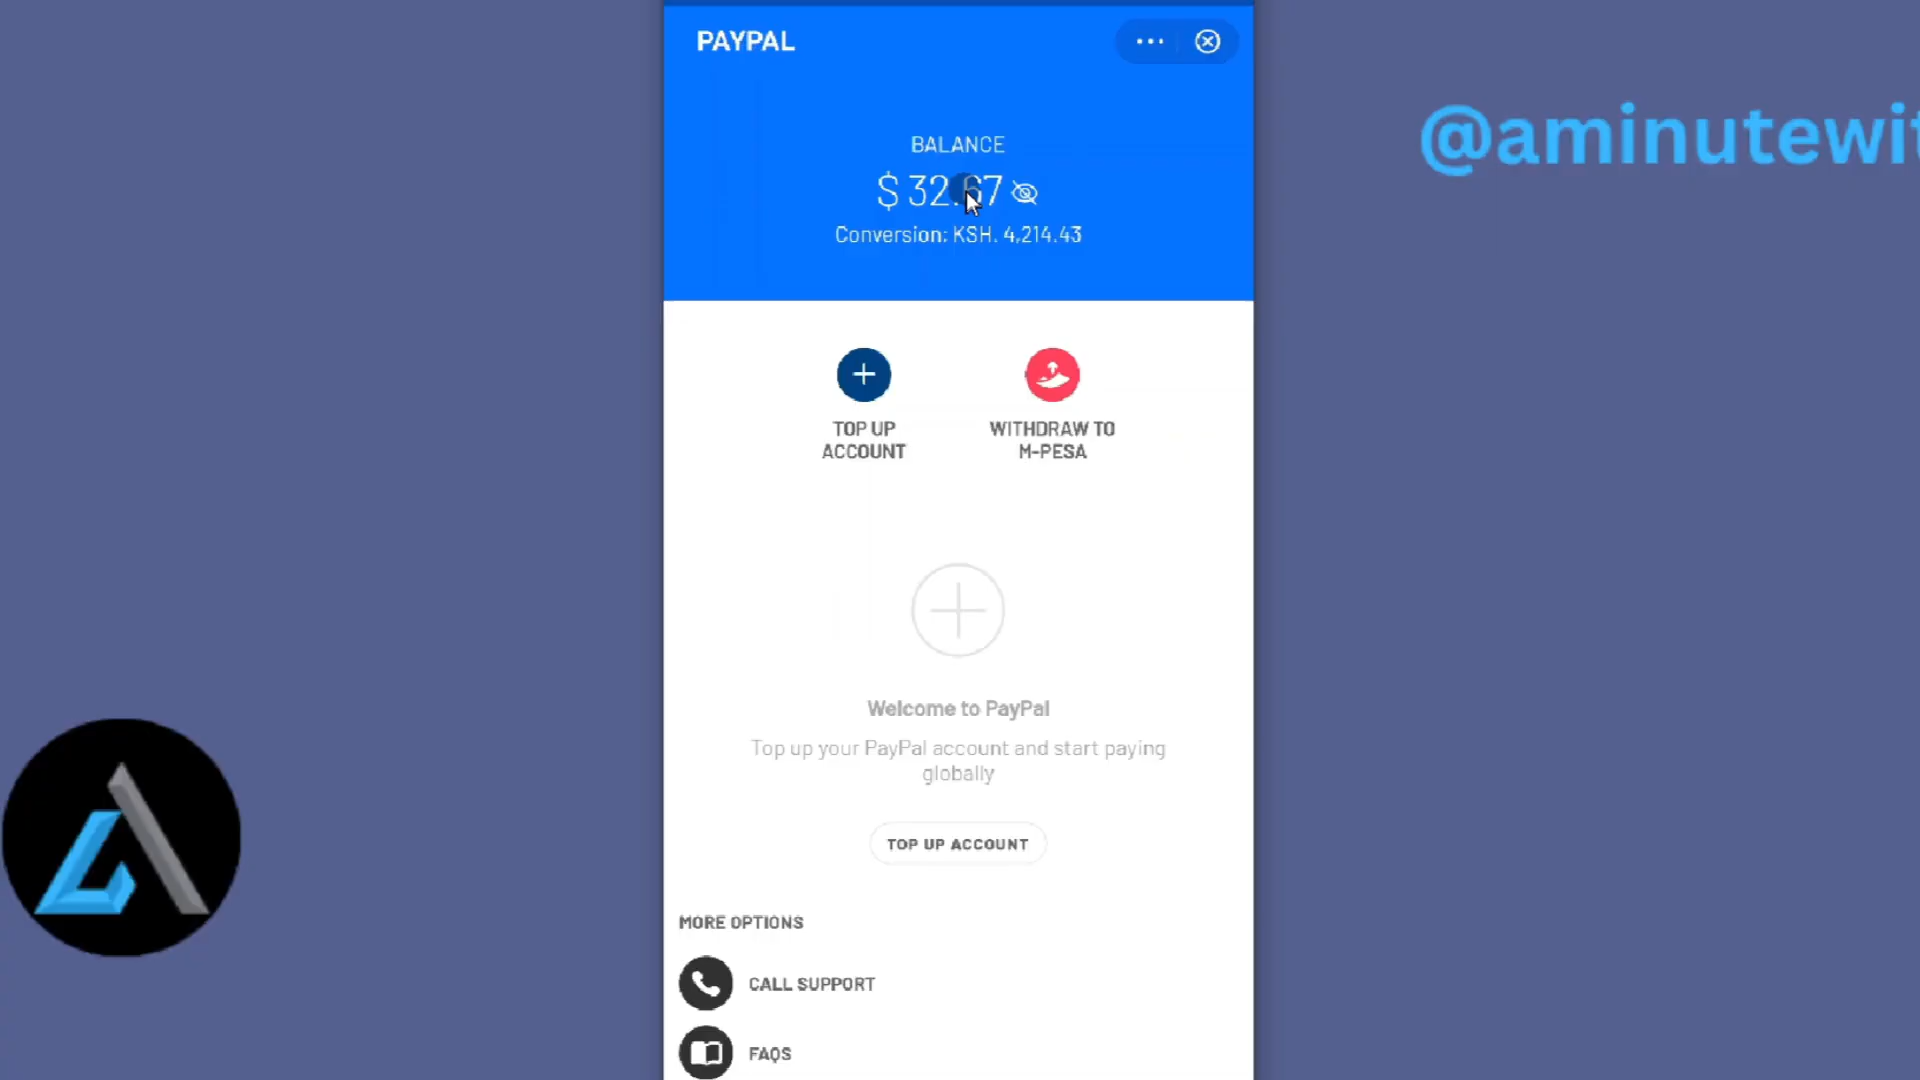 PAYPAL
@aminutewit
BALANCE
$ 32.67
Conversion: KSH. 4,214.43
TOP UP
ACCOUNT
WITHDRAW TO
M-PESA
Welcome to PayPal
Top up your PayPal account and start paying
globally
TOP UP ACCOUNT
MORE OPTIONS
CALL SUPPORT
FAQS